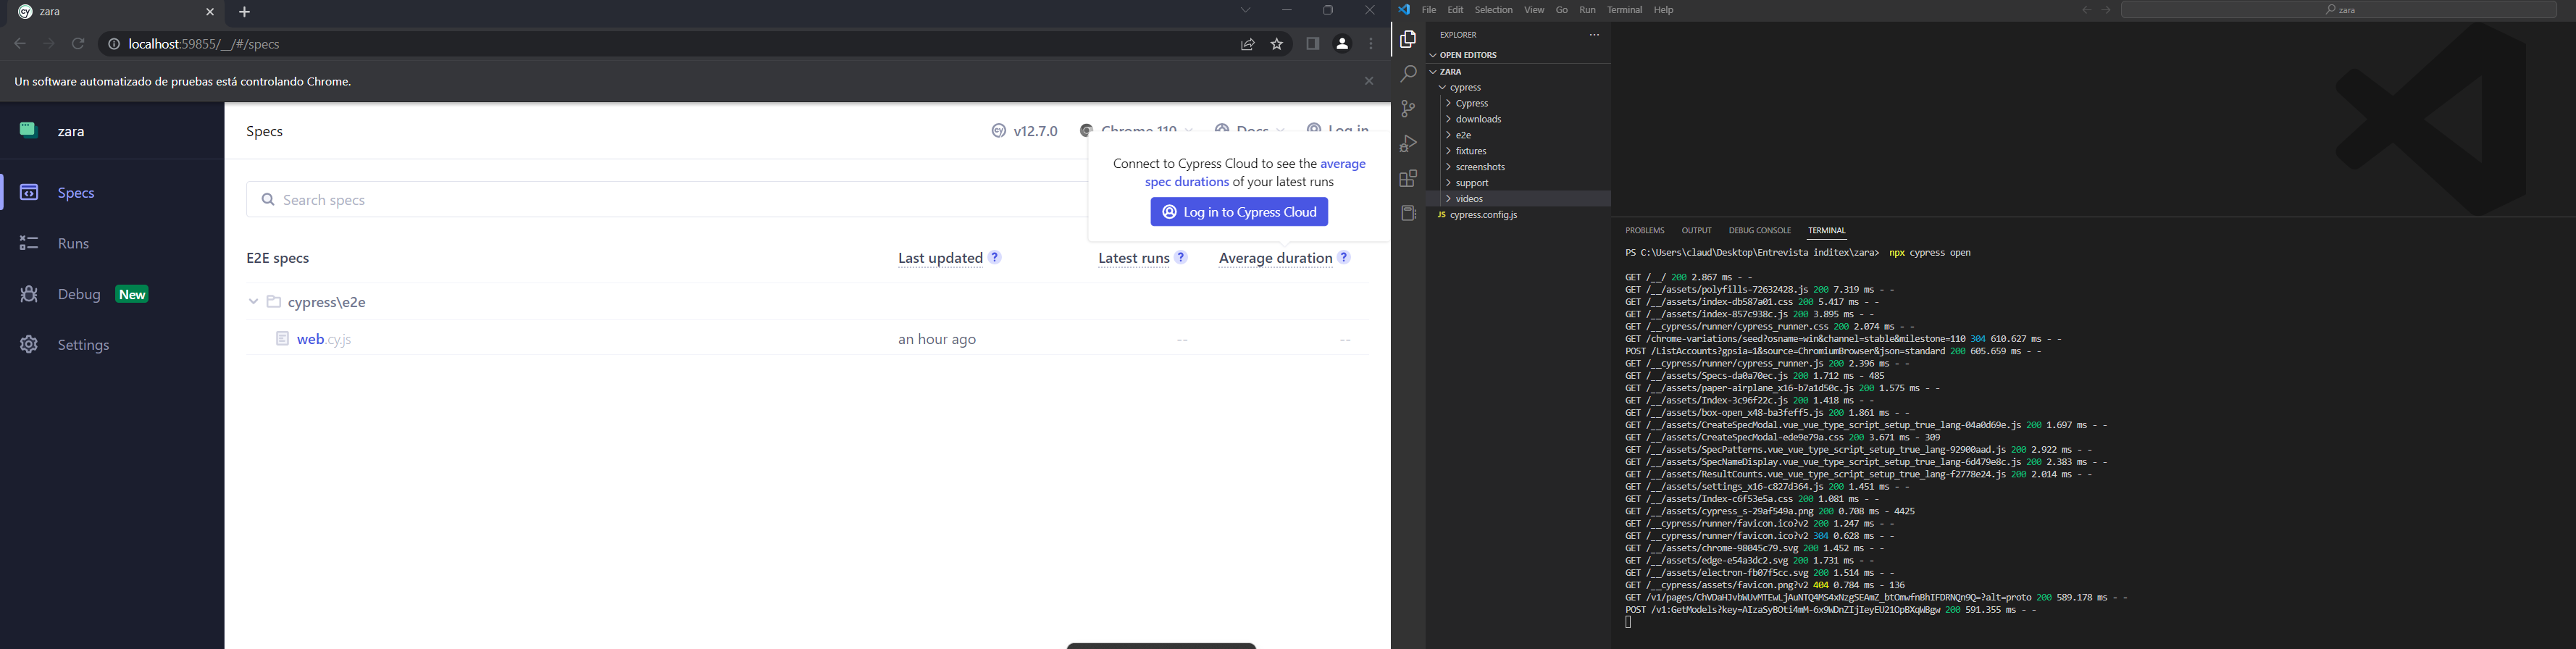 zara
localhost:59855/__/#/specs
Un software automatizado de pruebas está controlando Chrome.
zara
Specs
Runs
Debug New
Settings
Specs
v12.7.0 Chrome 110 Docs Log in
Connect to Cypress Cloud to see the average
spec durations of your latest runs
Log in to Cypress Cloud
Search specs
E2E specs Last updated ? Latest runs ? Average duration ?
cypress\e2e
web.cy.js an hour ago -- --
File Edit Selection View Go Run Terminal Help
zara
EXPLORER ...
OPEN EDITORS
ZARA
cypress
Cypress
downloads
e2e
fixtures
screenshots
support
videos
JS cypress.config.js
PROBLEMS OUTPUT DEBUG CONSOLE TERMINAL
PS C:\Users\claud\Desktop\Entrevista inditex\zara> npx cypress open
GET /__/ 200 2.867 ms - -
GET /__/assets/polyfills-72632428.js 200 7.319 ms - -
GET /__/assets/index-db587a01.css 200 5.417 ms - -
GET /__/assets/index-857c938c.js 200 3.895 ms - -
GET /__cypress/runner/cypress_runner.css 200 2.074 ms - -
GET /chrome-variations/seed?osname=win&channel=stable&milestone=110 304 610.627 ms - -
POST /ListAccounts?gpsia=1&source=ChromiumBrowser&json=standard 200 605.659 ms - -
GET /__cypress/runner/cypress_runner.js 200 2.396 ms - -
GET /__/assets/Specs-da0a70ec.js 200 1.712 ms - 485
GET /__/assets/paper-airplane_x16-b7a1d50c.js 200 1.575 ms - -
GET /__/assets/Index-3c96f22c.js 200 1.418 ms - -
GET /__/assets/box-open_x48-ba3feff5.js 200 1.861 ms - -
GET /__/assets/CreateSpecModal.vue_vue_type_script_setup_true_lang-04a0d69e.js 200 1.697 ms - -
GET /__/assets/CreateSpecModal-ede9e79a.css 200 3.671 ms - 309
GET /__/assets/SpecPatterns.vue_vue_type_script_setup_true_lang-92900aad.js 200 2.922 ms - -
GET /__/assets/SpecNameDisplay.vue_vue_type_script_setup_true_lang-6d479e8c.js 200 2.383 ms - -
GET /__/assets/ResultCounts.vue_vue_type_script_setup_true_lang-f2778e24.js 200 2.014 ms - -
GET /__/assets/settings_x16-c827d364.js 200 1.451 ms - -
GET /__/assets/Index-c6f53e5a.css 200 1.081 ms - -
GET /__/assets/cypress_s-29af549a.png 200 0.708 ms - 4425
GET /__cypress/runner/favicon.ico?v2 200 1.247 ms - -
GET /__cypress/runner/favicon.ico?v2 304 0.628 ms - -
GET /__/assets/chrome-98045c79.svg 200 1.452 ms - -
GET /__/assets/edge-e54a3dc2.svg 200 1.731 ms - -
GET /__/assets/electron-fb07f5cc.svg 200 1.514 ms - -
GET /__cypress/assets/favicon.png?v2 404 0.784 ms - 136
GET 200 589.178 ms - -
POST 200 591.355 ms - -